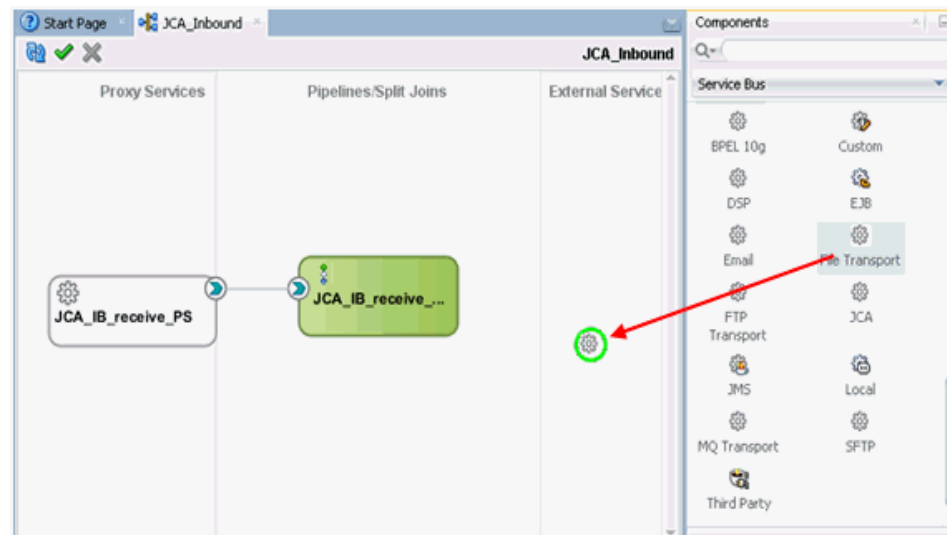 Start Page
JCA_Inbound
Components
JCA_Inbound
Service Bus
Proxy Services
Pipelines/Split Joins
External Service
BPEL 10g
Custom
DSP
EJB
Email
File Transport
FTP
Transport
JCA
JMS
Local
MQ Transport
SFTP
Third Party
JCA_IB_receive_PS
JCA_IB_receive_...